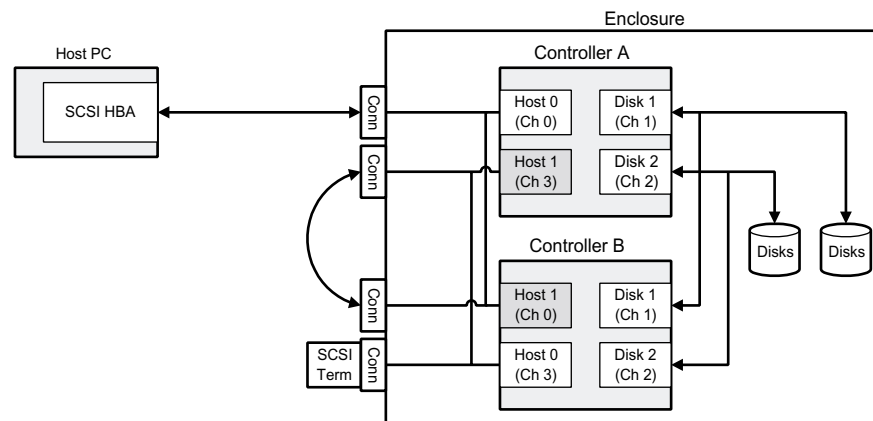 Enclosure
Host PC
Controller A
SCSI HBA
Conn
Host 0
(Ch 0)
Disk 1
(Ch 1)
Conn
Host 1
(Ch 3)
Disk 2
(Ch 2)
Disks
Disks
Controller B
Conn
Host 1
(Ch 0)
Disk 1
(Ch 1)
SCSI
Term
Conn
Host 0
(Ch 3)
Disk 2
(Ch 2)